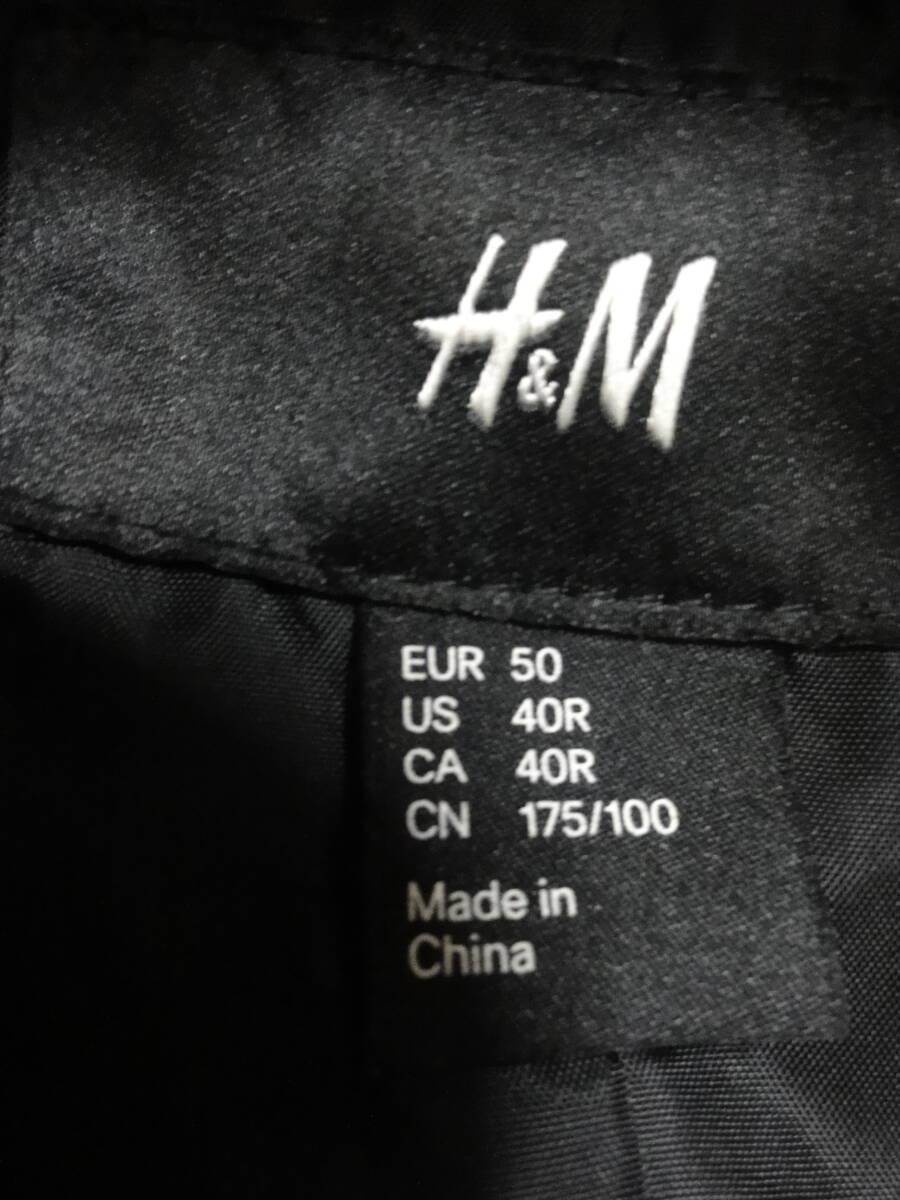 H&M
EUR 50
US 40R
CA 40R
CN 175/100
Made in
China